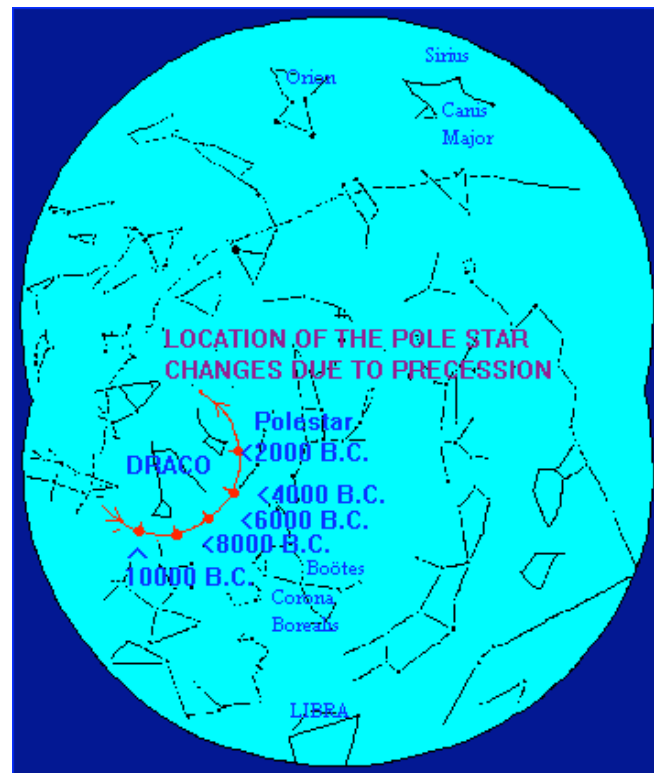 Sirius
Orion
Canis
Major
LOCATION OF THE POLE STAR
CHANGES DUE TO PRECESSION
Polestar
<2000 B.C.
DRACO
<4000 B.C.
<6000 B.C.
<8000 B.C.
^
10000 B.C.
Boötes
Corona
Borealis
LIBRA